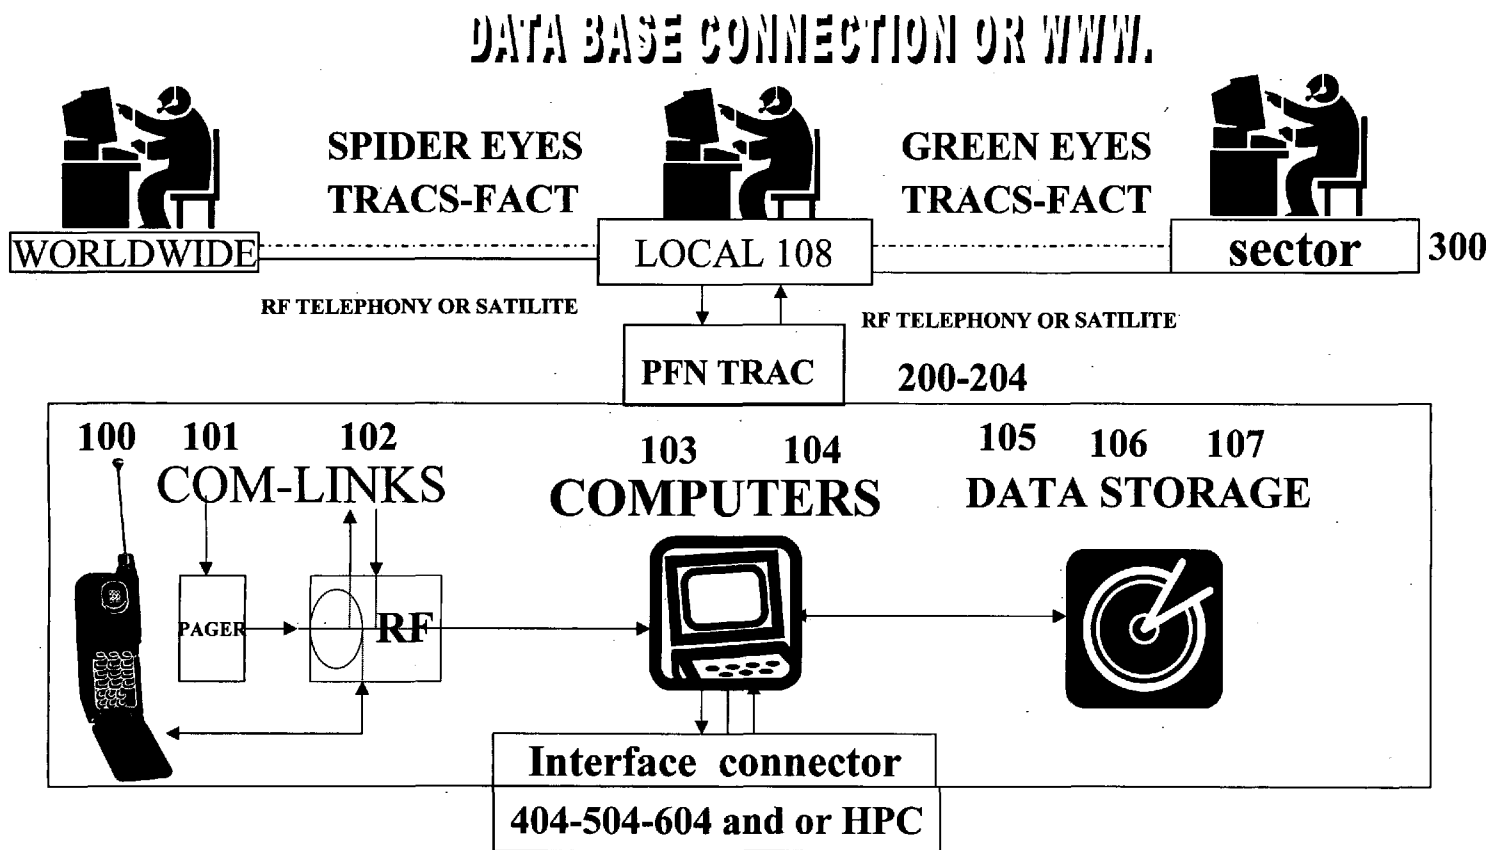 DATA BASE CONNECTION OR WWW.
SPIDER EYES
TRACS-FACT
GREEN EYES
TRACS-FACT
WORLDWIDE
LOCAL 108
sector
300
RF TELEPHONY OR SATILITE
RF TELEPHONY OR SATILITE
PFN TRAC
200-204
100
101
102
103
104
105
106
107
COM-LINKS
COMPUTERS
DATA STORAGE
PAGER
RF
Interface connector
404-504-604 and or HPC